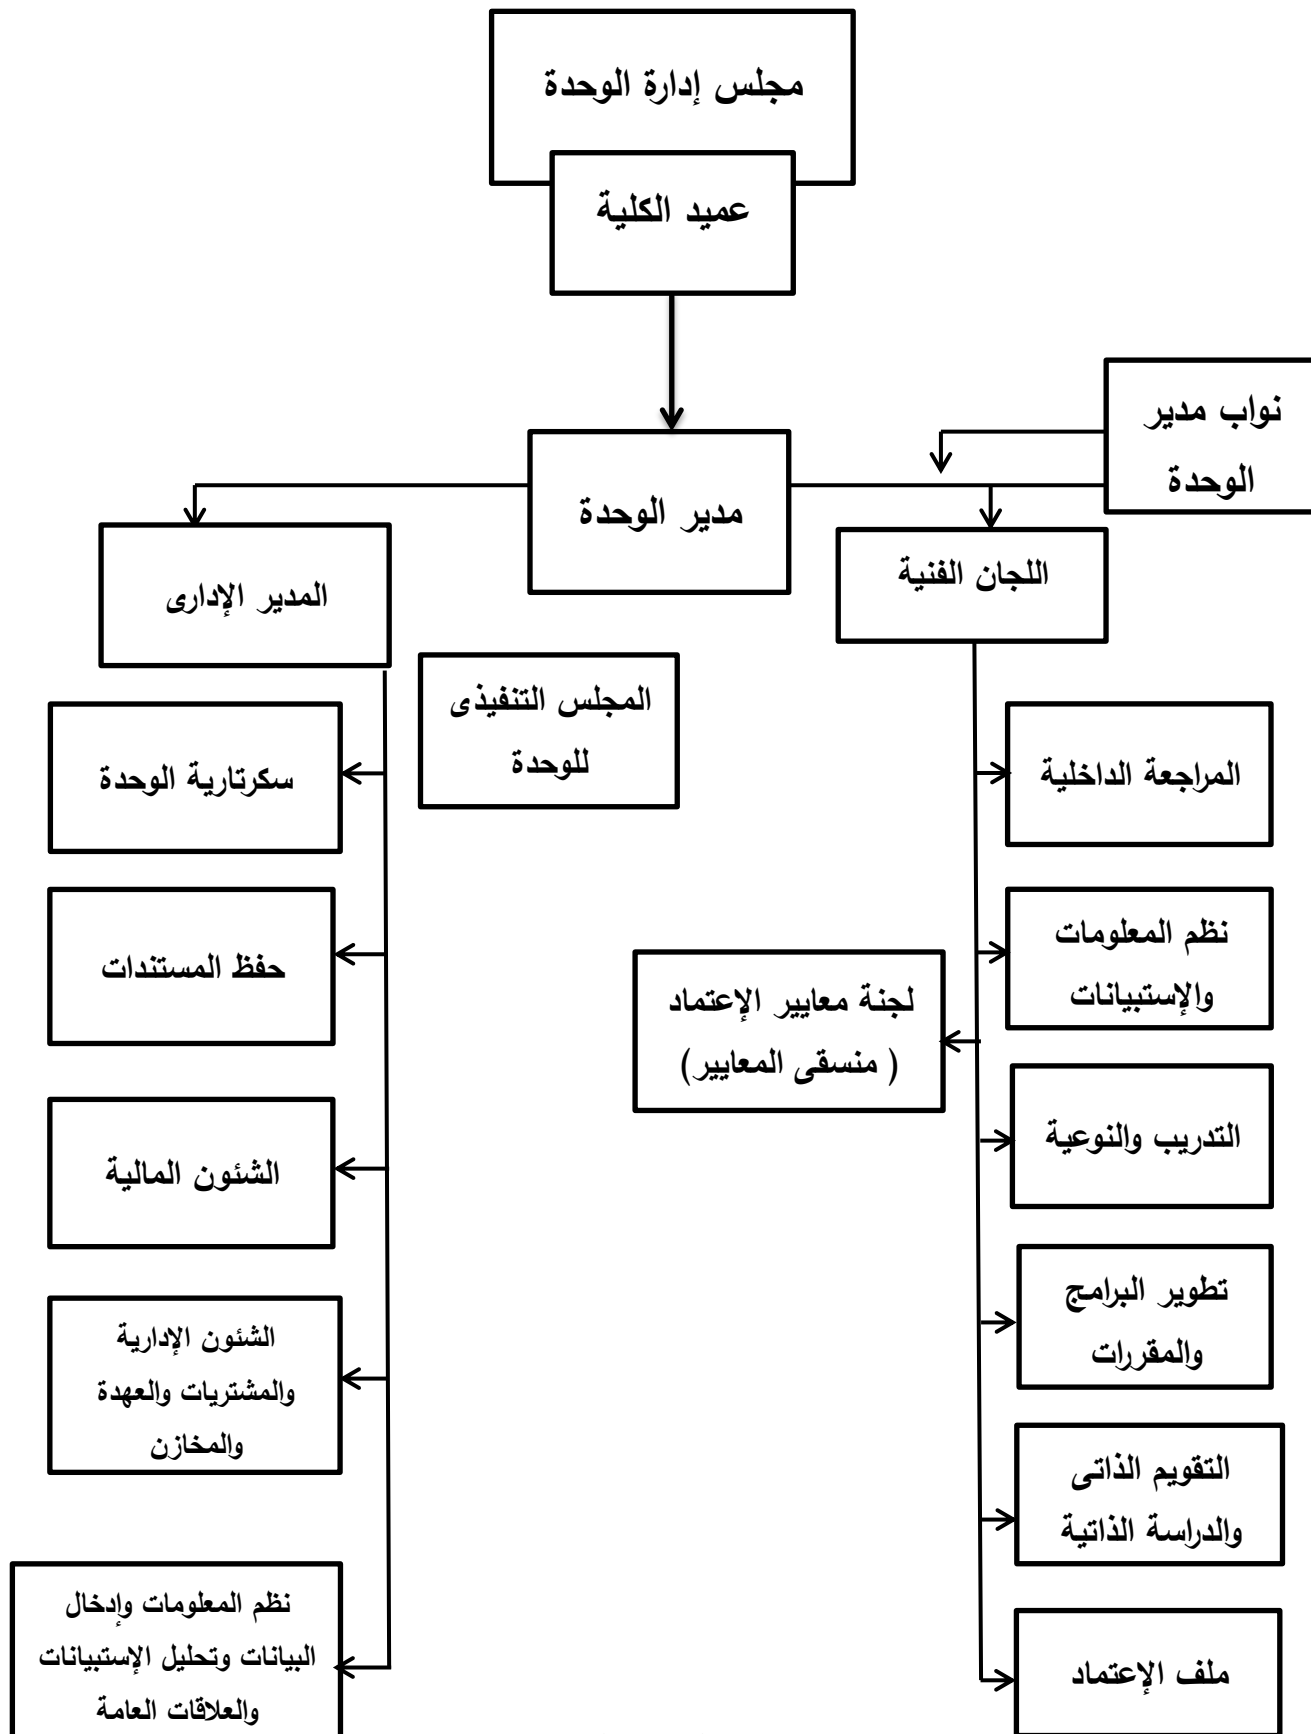 مجلس إدارة الوحدة
عميد الكلية
نواب مدير
الوحدة
مدير الوحدة
اللجان الفنية
المدير الإدارى
المجلس التنفيذى
للوحدة
المراجعة الداخلية
نظم المعلومات
والإستبيانات
لجنة معايير الإعتماد
( منسقى المعايير)
التدريب والنوعية
تطوير البرامج
والمقررات
التقويم الذاتى
والدراسة الذاتية
ملف الإعتماد
سكرتارية الوحدة
حفظ المستندات
الشئون المالية
الشئون الإدارية
والمشتريات والعهدة
والمخازن
نظم المعلومات وإدخال
البيانات وتحليل الإستبيانات
والعلاقات العامة